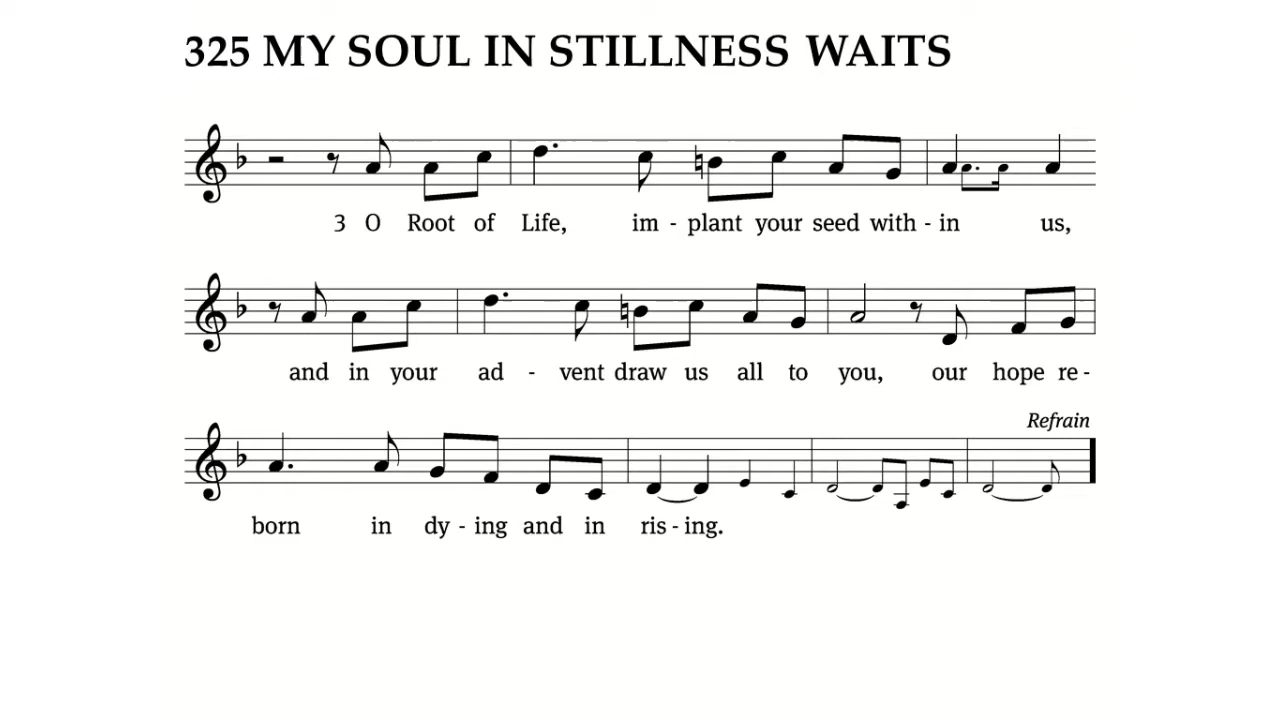 325 MY SOUL IN STILLNESS WAITS
3 O Root of Life, im - plant your seed with - in us,
and in your ad - vent draw us all to you, our hope re -
Refrain
born in dy - ing and in ris - ing.